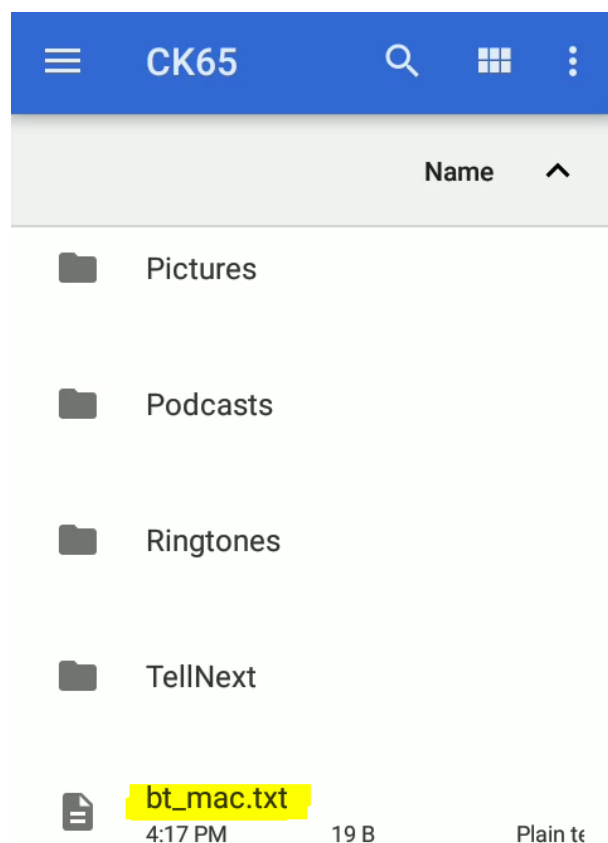 CK65
Name
Pictures
Podcasts
Ringtones
TellNext
bt_mac.txt
4:17 PM 19 B Plain te